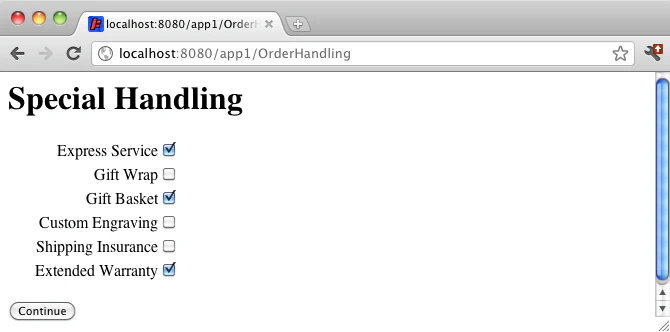 localhost:8080/app1/OrderH
localhost:8080/app1/OrderHandling
Special Handling
Express Service
Gift Wrap
Gift Basket
Custom Engraving
Shipping Insurance
Extended Warranty
Continue